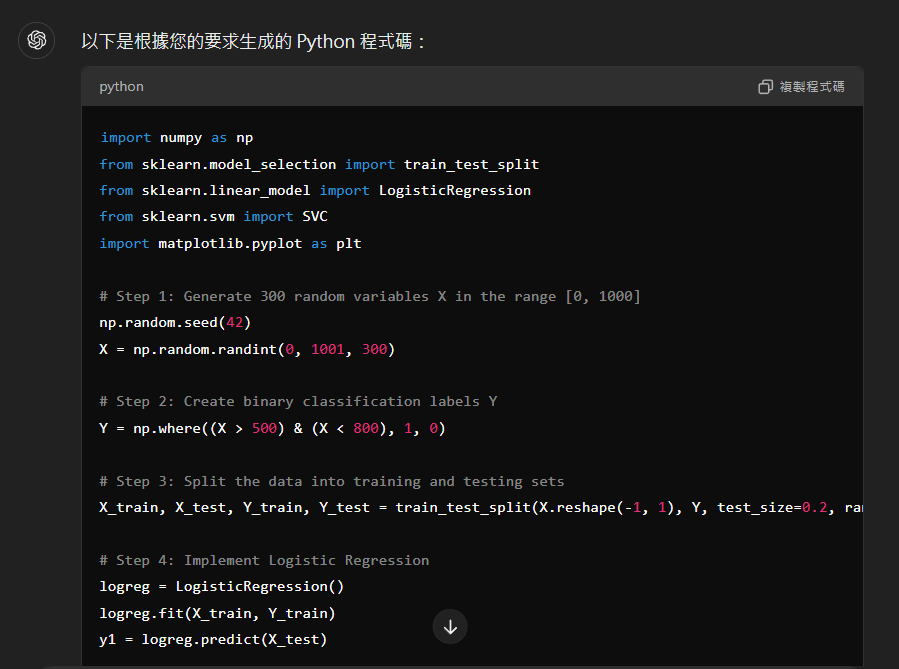 以下是根據您的要求生成的 Python 程式碼：
python
複製程式碼
import numpy as np
from sklearn.model_selection import train_test_split
from sklearn.linear_model import LogisticRegression
from sklearn.svm import SVC
import matplotlib.pyplot as plt
# Step 1: Generate 300 random variables X in the range [0, 1000]
np.random.seed(42)
X = np.random.randint(0, 1001, 300)
# Step 2: Create binary classification labels Y
Y = np.where((X > 500) & (X < 800), 1, 0)
# Step 3: Split the data into training and testing sets
X_train, X_test, Y_train, Y_test = train_test_split(X.reshape(-1, 1), Y, test_size=0.2,
# Step 4: Implement Logistic Regression
logreg = LogisticRegression()
logreg.fit(X_train, Y_train)
y1 = logreg.predict(X_test)